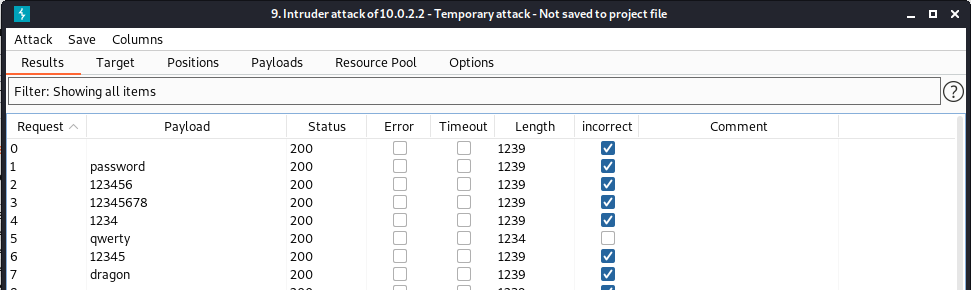 9. Intruder attack of 10.0.2.2 - Temporary attack - Not saved to project file
Attack Save Columns
Results Target Positions Payloads Resource Pool Options
Filter: Showing all items ?
Request Payload Status Error Timeout Length incorrect Comment
0 200 1239
1 password 200 1239
2 123456 200 1239
3 12345678 200 1239
4 1234 200 1239
5 qwerty 200 1234
6 12345 200 1239
7 dragon 200 1239